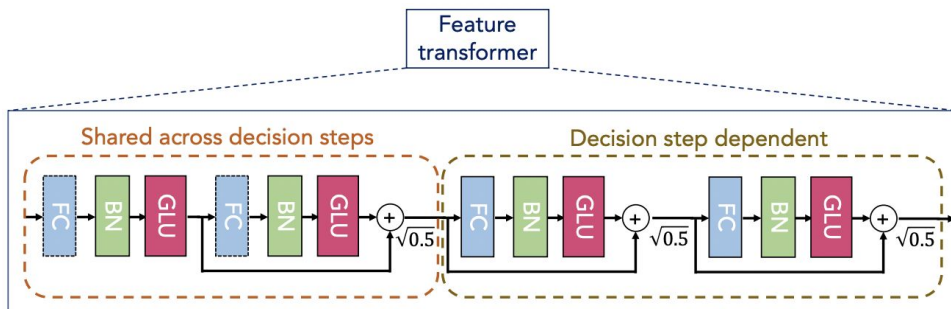 Feature
transformer
Shared across decision steps
Decision step dependent
FC
BN
GLU
FC
BN
GLU
+
√0.5
FC
BN
GLU
+
√0.5
FC
BN
GLU
+
√0.5